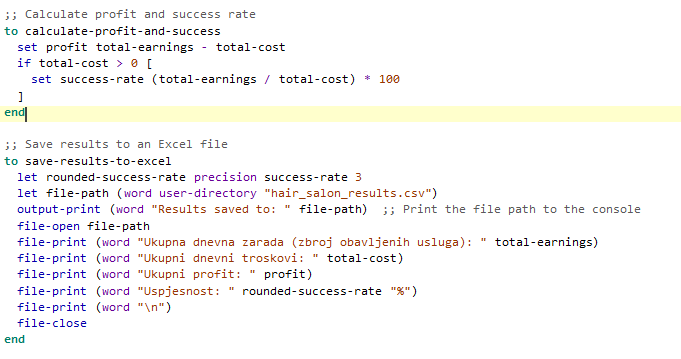 ;; Calculate profit and success rate
to calculate-profit-and-success
  set profit total-earnings - total-cost
  if total-cost > 0 [
    set success-rate (total-earnings / total-cost) * 100
  ]
end
;; Save results to an Excel file
to save-results-to-excel
  let rounded-success-rate precision success-rate 3
  let file-path (word user-directory "hair_salon_results.csv")
  output-print (word "Results saved to: " file-path)  ;; Print the file path to the console
  file-open file-path
  file-print (word "Ukupna dnevna zarada (zbroj obavljenih usluga): " total-earnings)
  file-print (word "Ukupni dnevni troskovi: " total-cost)
  file-print (word "Ukupni profit: " profit)
  file-print (word "Uspjesnost: " rounded-success-rate "%")
  file-print (word "\n")
  file-close
end